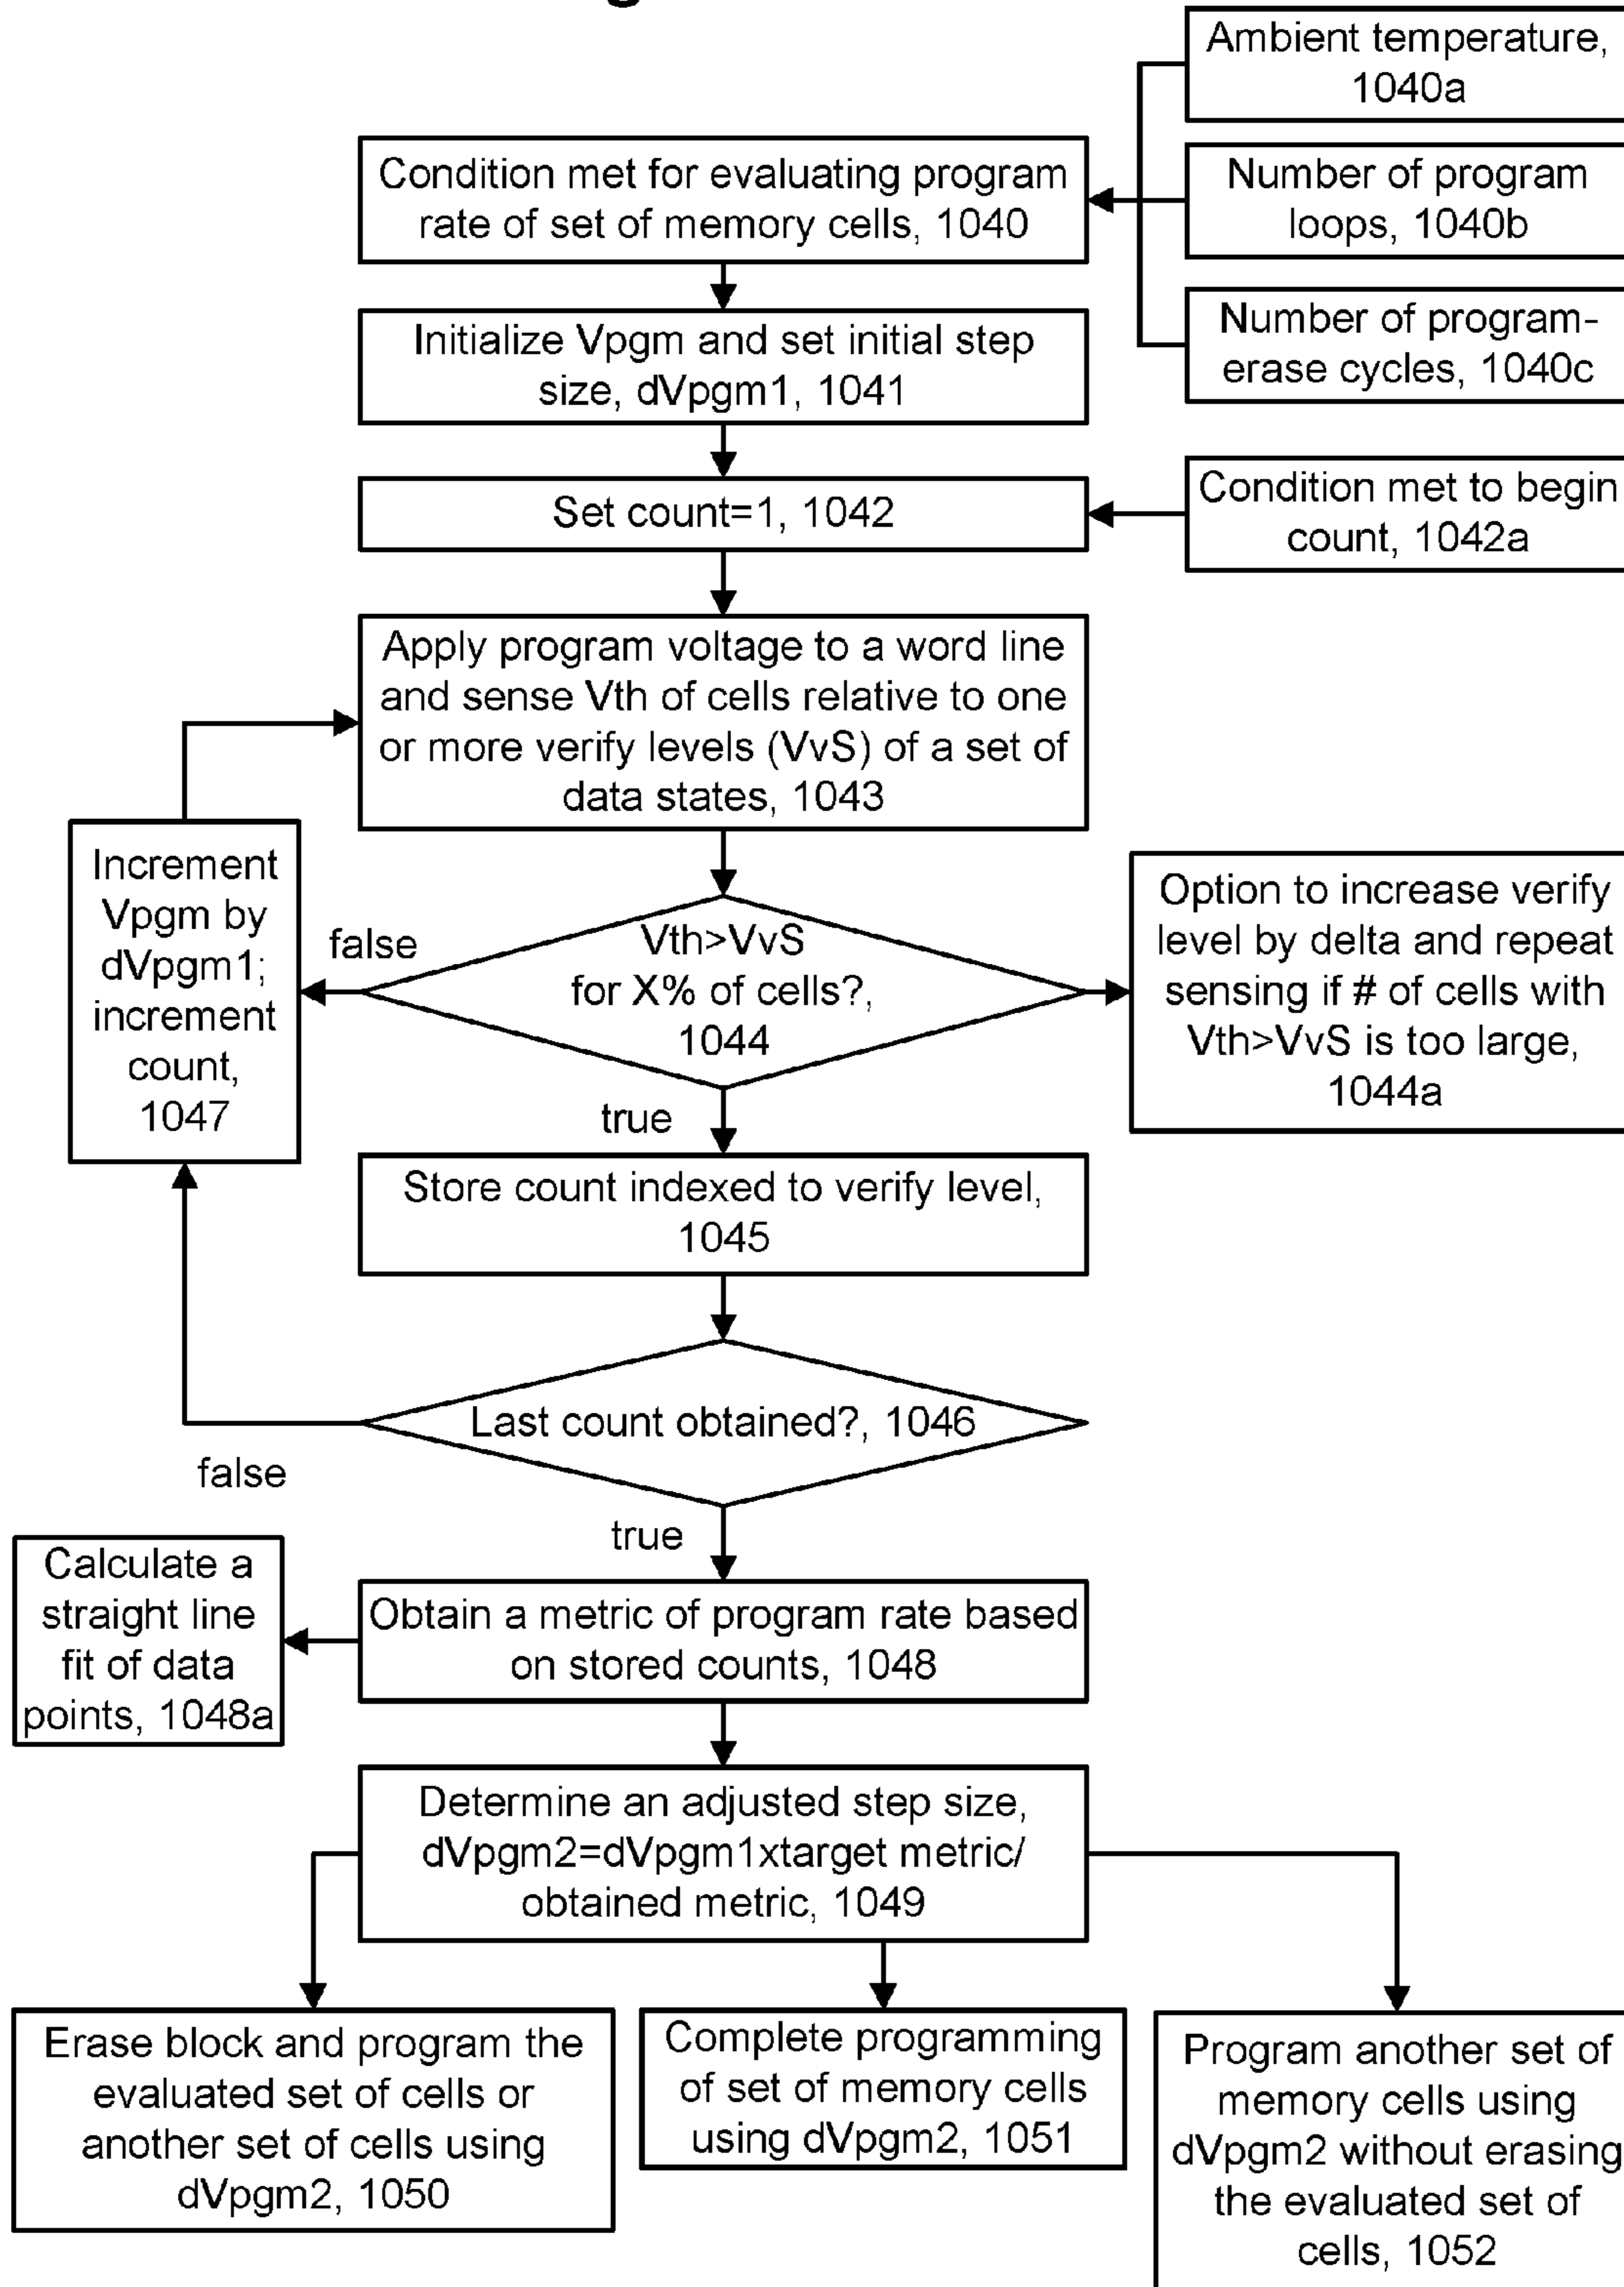 Ambient temperature,
1040a
Condition met for evaluating program
rate of set of memory cells, 1040
Number of program
loops, 1040b
Number of program-
erase cycles, 1040c
Initialize Vpgm and set initial step
size, dVpgm1, 1041
Set count=1, 1042
Condition met to begin
count, 1042a
Apply program voltage to a word line
and sense Vth of cells relative to one
or more verify levels (VvS) of a set of
data states, 1043
Increment
Vpgm by
dVpgm1;
increment
count,
1047
false
Vth>VvS
for X% of cells?,
1044
Option to increase verify
level by delta and repeat
sensing if # of cells with
Vth>VvS is too large,
1044a
true
Store count indexed to verify level,
1045
Last count obtained?, 1046
false
true
Calculate a
straight line
fit of data
points, 1048a
Obtain a metric of program rate based
on stored counts, 1048
Determine an adjusted step size,
dVpgm2=dVpgm1xtarget metric/
obtained metric, 1049
Erase block and program the
evaluated set of cells or
another set of cells using
dVpgm2, 1050
Complete programming
of set of memory cells
using dVpgm2, 1051
Program another set of
memory cells using
dVpgm2 without erasing
the evaluated set of
cells, 1052